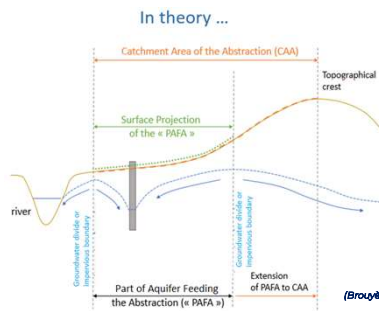 In theory ...
Catchment Area of the Abstraction (CAA)
Topographical
crest
Surface Projection
of the « PAFA »
river
Groundwater divide or
impervious boundary
Groundwater divide or
impervious boundary
Part of Aquifer Feeding
the Abstraction (« PAFA »)
Extension
of PAFA to CAA